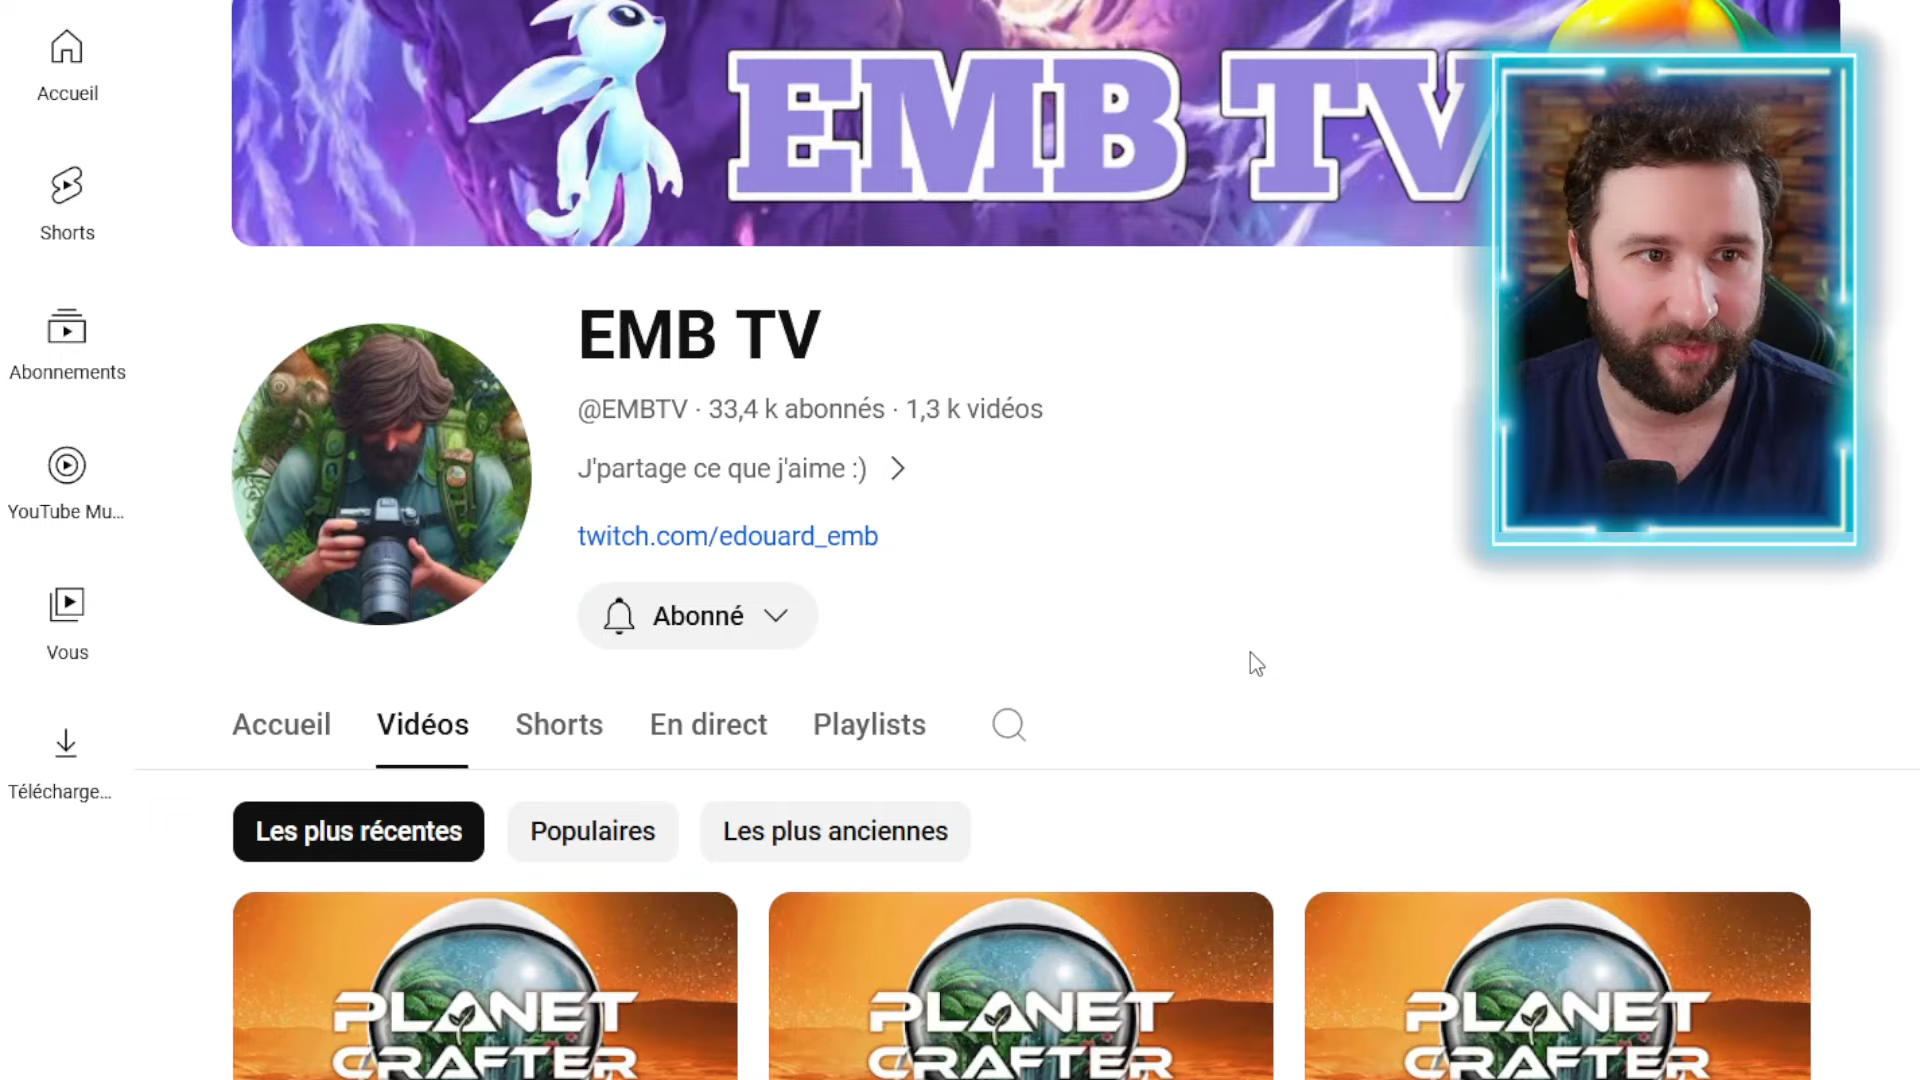 EMB TV
Accueil
Shorts
Abonnements
YouTube Mu...
Vous
Télécharge...
EMB TV
@EMBTV · 33,4 k abonnés · 1,3 k vidéos
J'partage ce que j'aime :)
twitch.com/edouard_emb
Abonné
Accueil Vidéos Shorts En direct Playlists
Les plus récentes Populaires Les plus anciennes
PLANET CRAFTER
PLANET CRAFTER
PLANET CRAFTER